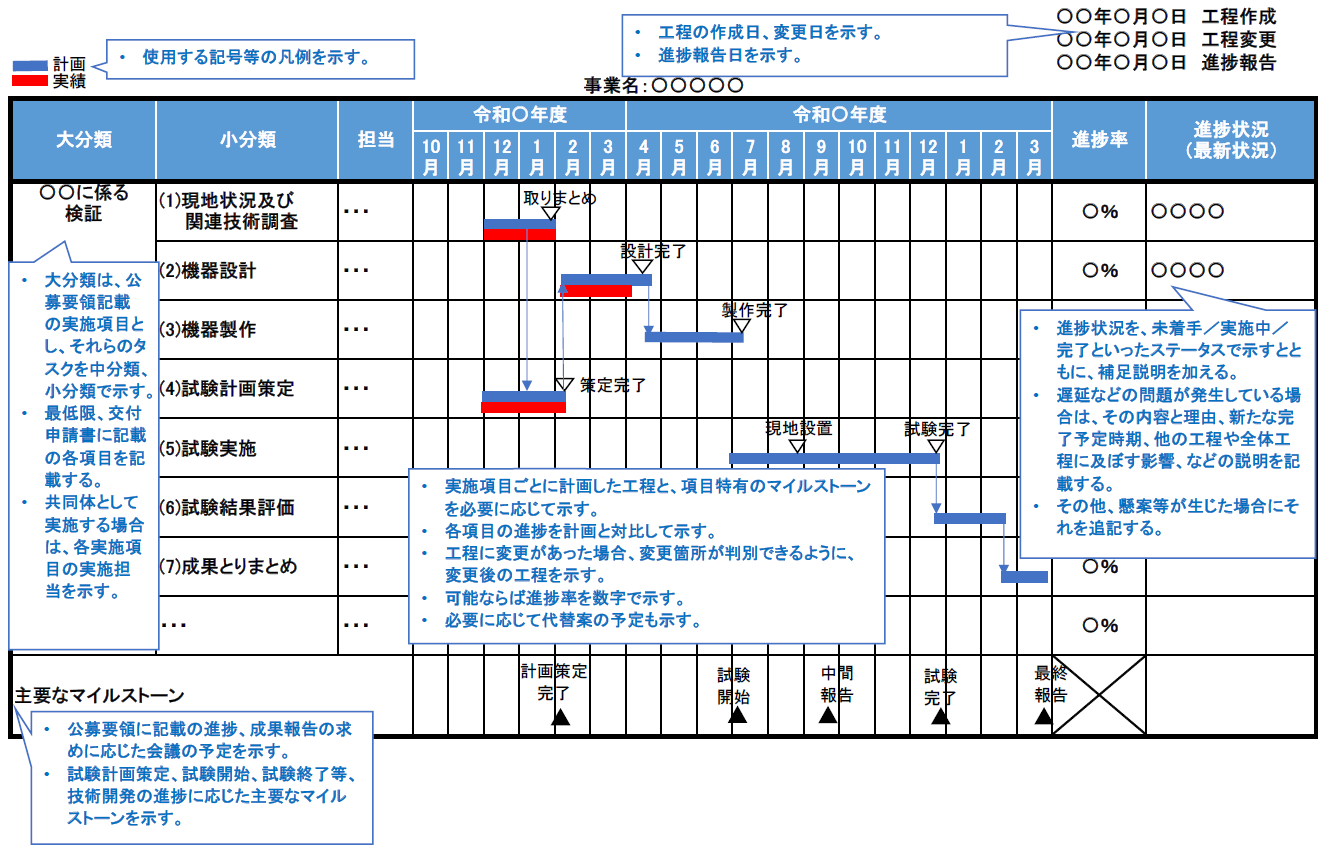 〇〇年〇月〇日　工程作成
〇〇年〇月〇日　工程変更
〇〇年〇月〇日　進捗報告
• 工程の作成日、変更日を示す。
• 進捗報告日を示す。
計画
実績
• 使用する記号等の凡例を示す。
事業名：〇〇〇〇〇
大分類
小分類
担当
令和〇年度
令和〇年度
進捗率
進捗状況
（最新状況）
10月 11月 12月 1月 2月 3月 4月 5月 6月 7月 8月 9月 10月 11月 12月 1月 2月 3月
〇〇に係る
検証
(1)現地状況及び
関連技術調査
･･･
取りまとめ
〇%
〇〇〇〇
(2)機器設計
･･･
設計完了
〇%
〇〇〇〇
(3)機器製作
･･･
製作完了
(4)試験計画策定
･･･
策定完了
(5)試験実施
･･･
現地設置
試験完了
(6)試験結果評価
･･･
(7)成果とりまとめ
･･･
〇%
･･･
･･･
〇%
• 大分類は、公
募要領記載
の実施項目と
し、それらのタ
スクを中分類、
小分類で示す。
• 最低限、交付
申請書に記載
の各項目を記
載する。
• 共同体として
実施する場合
は、各実施項
目の実施担
当を示す。
• 実施項目ごとに計画した工程と、項目特有のマイルストーン
を必要に応じて示す。
• 各項目の進捗を計画と対比して示す。
• 工程に変更があった場合、変更箇所が判別できるように、
変更後の工程を示す。
• 可能ならば進捗率を数字で示す。
• 必要に応じて代替案の予定も示す。
• 進捗状況を、未着手／実施中／
完了といったステータスで示すとと
もに、補足説明を加える。
• 遅延などの問題が発生している場
合は、その内容と理由、新たな完
了予定時期、他の工程や全体工
程に及ぼす影響、などの説明を記
載する。
• その他、懸案等が生じた場合にそ
れを追記する。
主要なマイルストーン
計画策定
完了
試験
開始
中間
報告
試験
完了
最終
報告
• 公募要領に記載の進捗、成果報告の求
めに応じた会議の予定を示す。
• 試験計画策定、試験開始、試験終了等、
技術開発の進捗に応じた主要なマイル
ストーンを示す。